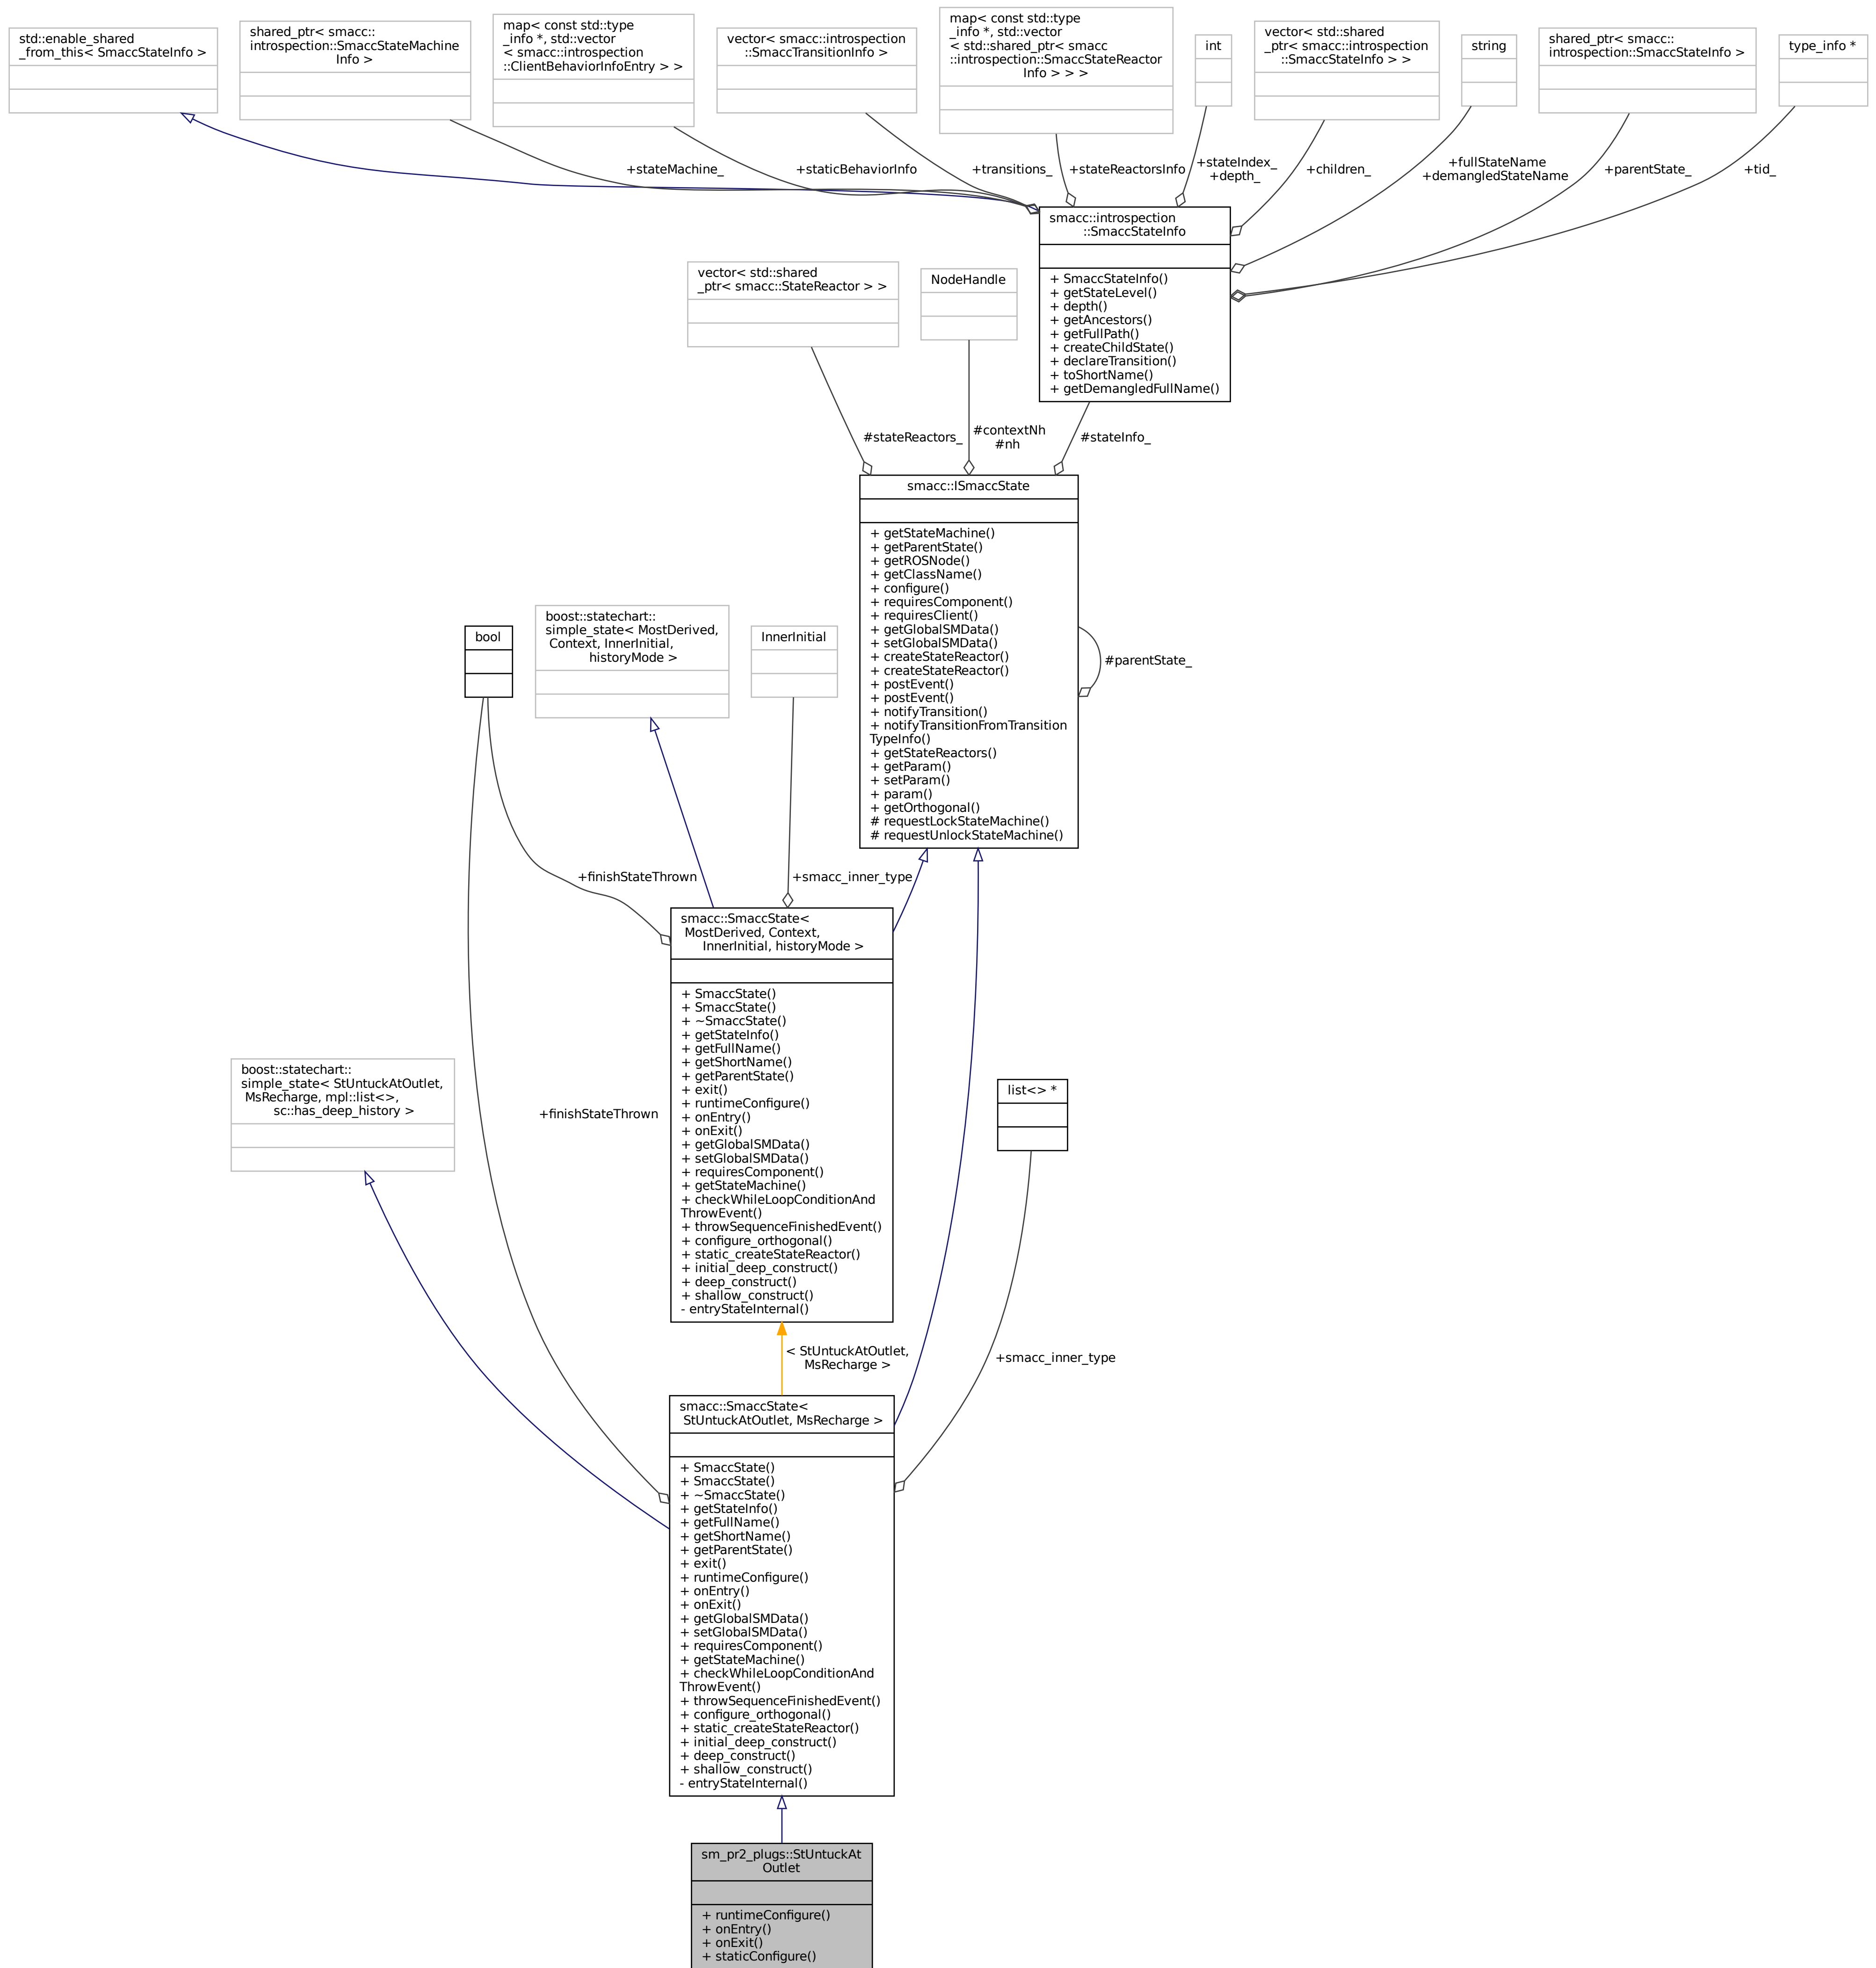 std::enable_shared
_from_this< SmaccStateInfo >
shared_ptr< smacc::
introspection::SmaccStateMachine
Info >
map< const std::type
_info *, std::vector
< smacc::introspection
::ClientBehaviorInfoEntry > >
vector< smacc::introspection
::SmaccTransitionInfo >
map< const std::type
_info *, std::vector
< std::shared_ptr< smacc
::introspection::SmaccStateReactor
Info > > >
int
vector< std::shared
_ptr< smacc::introspection
::SmaccStateInfo > >
string
shared_ptr< smacc::
introspection::SmaccStateInfo >
type_info *
+stateMachine_
+staticBehaviorInfo
+transitions_
+stateReactorsInfo
+stateIndex_
+depth_
+children_
+fullStateName
+demangledStateName
+parentState_
+tid_
smacc::introspection
::SmaccStateInfo
+ SmaccStateInfo()
+ getStateLevel()
+ depth()
+ getAncestors()
+ getFullPath()
+ createChildState()
+ declareTransition()
+ toShortName()
+ getDemangledFullName()
vector< std::shared
_ptr< smacc::StateReactor > >
NodeHandle
#stateReactors_
#contextNh
#nh
#stateInfo_
smacc::ISmaccState
+ getStateMachine()
+ getParentState()
+ getROSNode()
+ getClassName()
+ configure()
+ requiresComponent()
+ requiresClient()
+ getGlobalSMData()
+ setGlobalSMData()
+ createStateReactor()
+ createStateReactor()
+ postEvent()
+ postEvent()
+ notifyTransition()
+ notifyTransitionFromTransition
TypeInfo()
+ getStateReactors()
+ getParam()
+ setParam()
+ param()
+ getOrthogonal()
# requestLockStateMachine()
# requestUnlockStateMachine()
#parentState_
bool
boost::statechart::
simple_state< MostDerived,
Context, InnerInitial,
historyMode >
InnerInitial
+finishStateThrown
+smacc_inner_type
smacc::SmaccState<
MostDerived, Context,
InnerInitial, historyMode >
+ SmaccState()
+ SmaccState()
+ ~SmaccState()
+ getStateInfo()
+ getFullName()
+ getShortName()
+ getParentState()
+ exit()
+ runtimeConfigure()
+ onEntry()
+ onExit()
+ getGlobalSMData()
+ setGlobalSMData()
+ requiresComponent()
+ getStateMachine()
+ checkWhileLoopConditionAnd
ThrowEvent()
+ throwSequenceFinishedEvent()
+ configure_orthogonal()
+ static_createStateReactor()
+ initial_deep_construct()
+ deep_construct()
+ shallow_construct()
- entryStateInternal()
boost::statechart::
simple_state< StUntuckAtOutlet,
MsRecharge, mpl::list<>,
sc::has_deep_history >
+finishStateThrown
list<> *
< StUntuckAtOutlet,
MsRecharge >
+smacc_inner_type
smacc::SmaccState<
StUntuckAtOutlet, MsRecharge >
+ SmaccState()
+ SmaccState()
+ ~SmaccState()
+ getStateInfo()
+ getFullName()
+ getShortName()
+ getParentState()
+ exit()
+ runtimeConfigure()
+ onEntry()
+ onExit()
+ getGlobalSMData()
+ setGlobalSMData()
+ requiresComponent()
+ getStateMachine()
+ checkWhileLoopConditionAnd
ThrowEvent()
+ throwSequenceFinishedEvent()
+ configure_orthogonal()
+ static_createStateReactor()
+ initial_deep_construct()
+ deep_construct()
+ shallow_construct()
- entryStateInternal()
sm_pr2_plugs::StUntuckAt
Outlet
+ runtimeConfigure()
+ onEntry()
+ onExit()
+ staticConfigure()